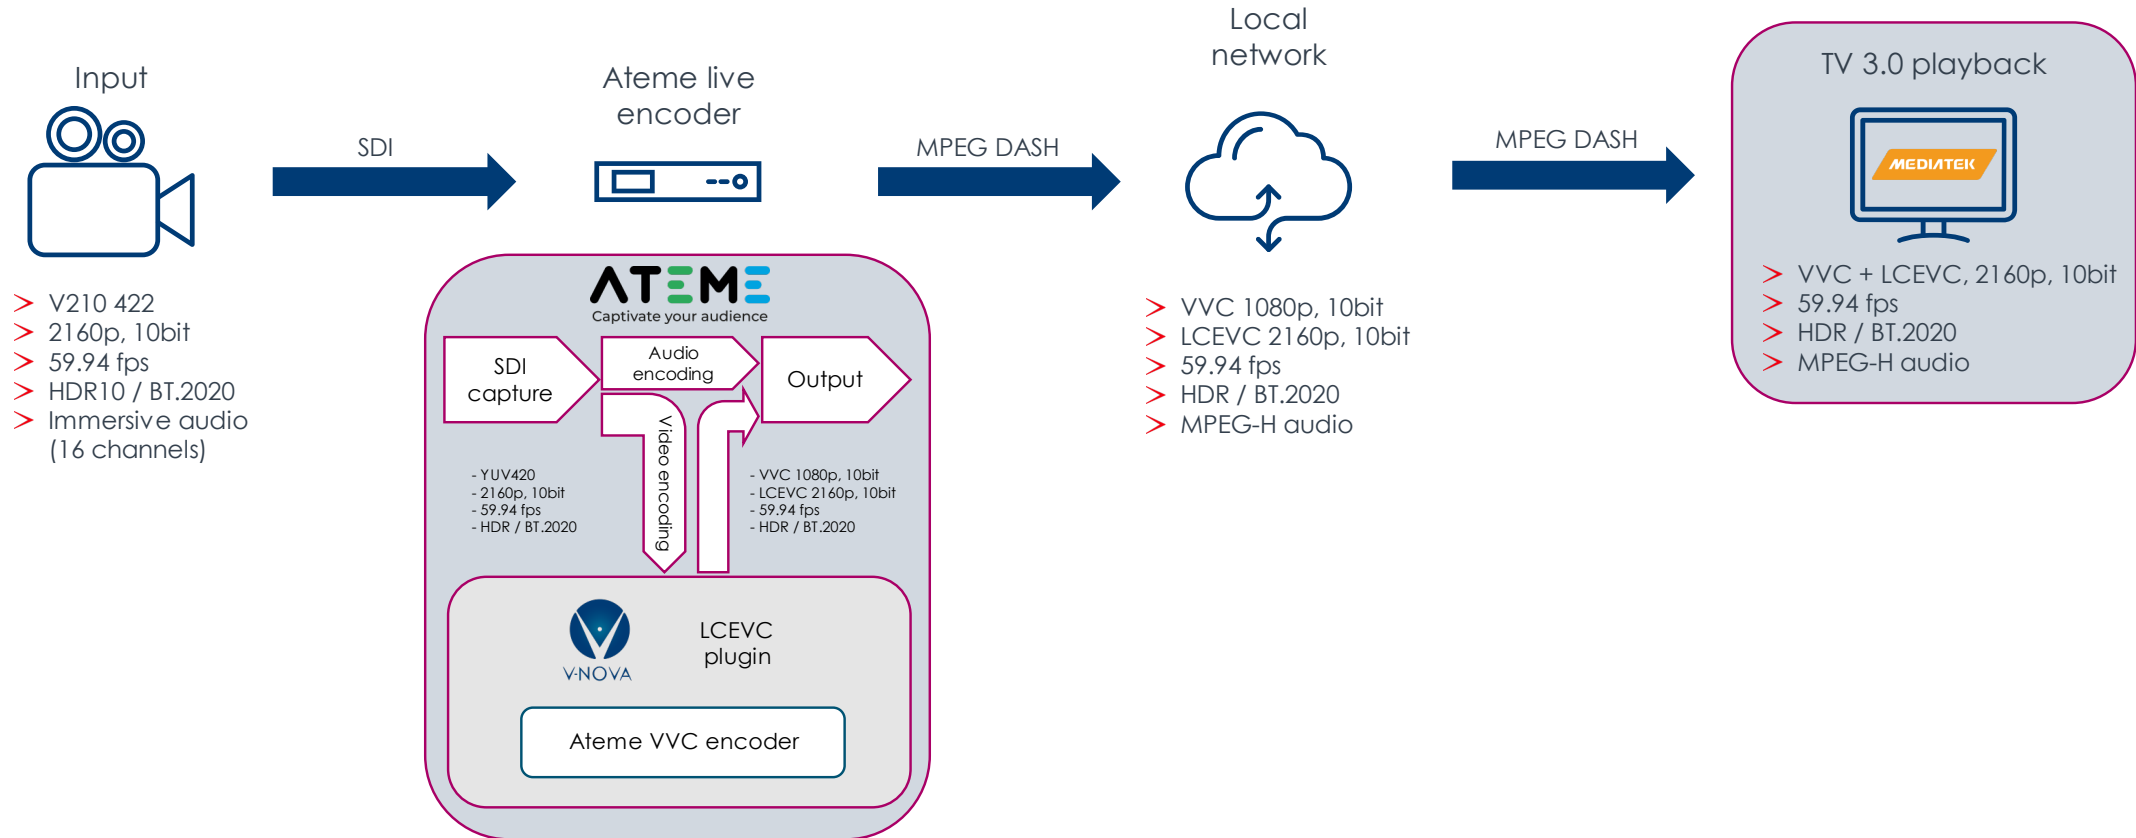 Input
SDI
> V210 422
> 2160p, 10bit
> 59.94 fps
> HDR10 / BT.2020
> Immersive audio
(16 channels)
Ateme live
encoder
MPEG DASH
ATEME
Captivate your audience
SDI
capture
Audio
encoding
Output
Video encoding
- YUV420
- 2160p, 10bit
- 59.94 fps
- HDR / BT.2020
- VVC 1080p, 10bit
- LCEVC 2160p, 10bit
- 59.94 fps
- HDR / BT.2020
V-NOVA
LCEVC
plugin
Ateme VVC encoder
Local
network
MPEG DASH
> VVC 1080p, 10bit
> LCEVC 2160p, 10bit
> 59.94 fps
> HDR / BT.2020
> MPEG-H audio
TV 3.0 playback
MEDIATEK
> VVC + LCEVC, 2160p, 10bit
> 59.94 fps
> HDR / BT.2020
> MPEG-H audio